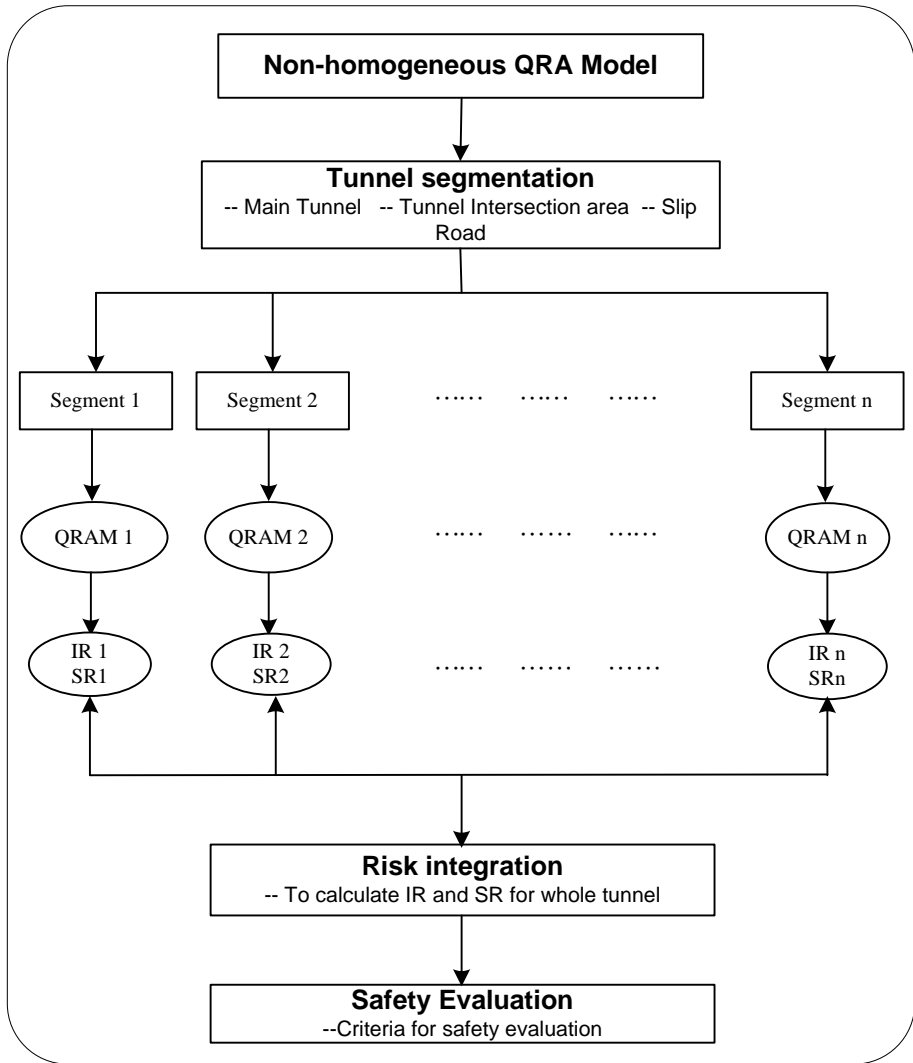 Non-homogeneous QRA Model
Tunnel segmentation
-- Main Tunnel -- Tunnel Intersection area -- Slip
Road
Segment 1 Segment 2 …… …… …… Segment n
QRAM 1 QRAM 2 …… …… …… QRAM n
IR 1 IR 2 …… …… …… IR n
SR1 SR2 SRn
Risk integration
-- To calculate IR and SR for whole tunnel
Safety Evaluation
--Criteria for safety evaluation